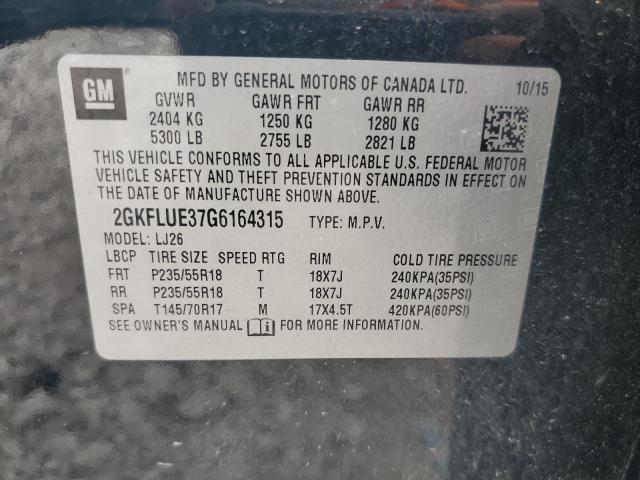 GM
®
MFD BY GENERAL MOTORS OF CANADA LTD. 10/15
GVWR GAWR FRT GAWR RR
2404 KG 1250 KG 1280 KG
5300 LB 2755 LB 2821 LB
THIS VEHICLE CONFORMS TO ALL APPLICABLE U.S. FEDERAL MOTOR
VEHICLE SAFETY AND THEFT PREVENTION STANDARDS IN EFFECT ON
THE DATE OF MANUFACTURE SHOWN ABOVE.
2GKFLUE37G6164315 TYPE: M.P.V.
MODEL: LJ26
LBCP TIRE SIZE SPEED RTG RIM COLD TIRE PRESSURE
FRT P235/55R18 T 18X7J 240KPA(35PSI)
RR P235/55R18 T 18X7J 240KPA(35PSI)
SPA T145/70R17 M 17X4.5T 420KPA(60PSI)
SEE OWNER'S MANUAL FOR MORE INFORMATION.